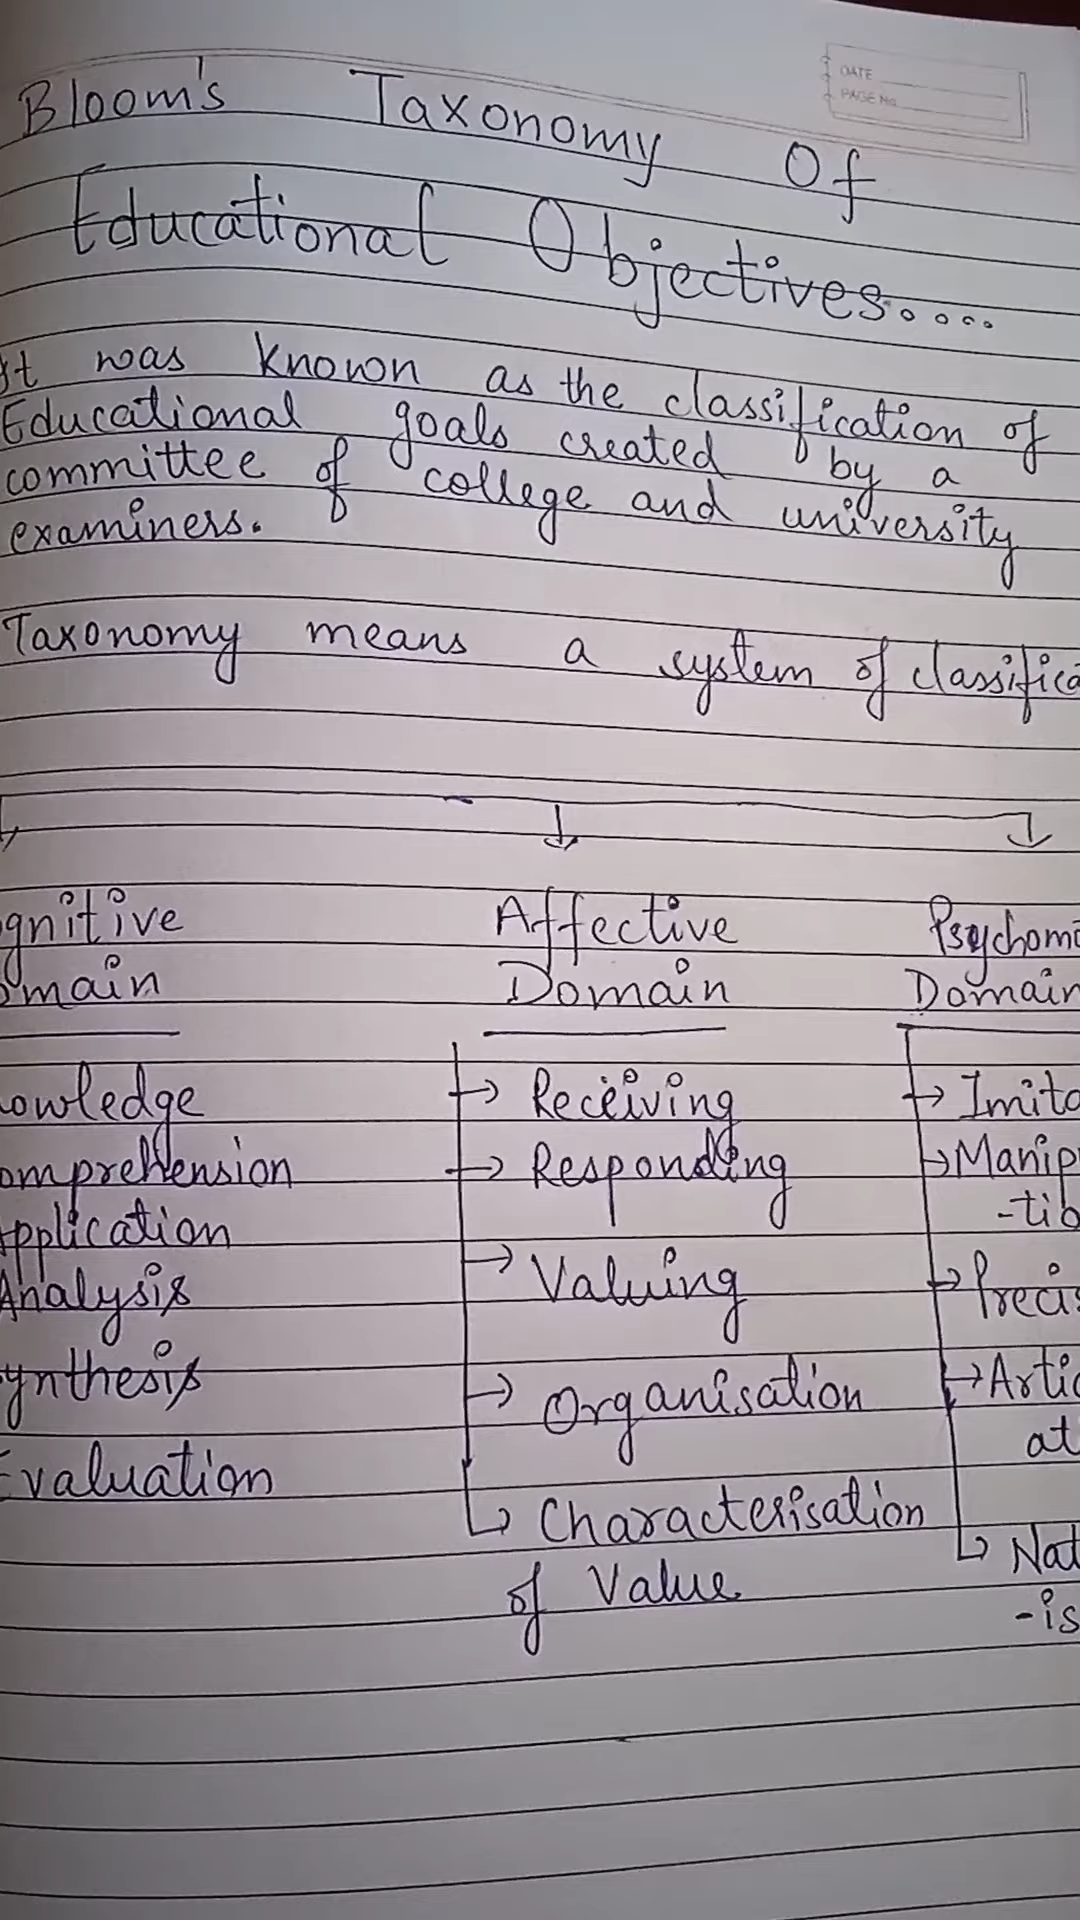 DATE
PAGE No.
Bloom's Taxonomy Of
Educational Objectives....
It was known as the classification of
Educational goals created by a
committee of college and university
examiners.
Taxonomy means a system of classifica
gnitive Affective Psychomo
main Domain Domain
owledge → Receiving → Imita
omprehension → Responding → Manip
pplication -tio
Analysis → Valuing → Precis
ynthesis → Organisation → Artic
at
Evaluation ↳ Characterisation ↳ Nat
of Value -is